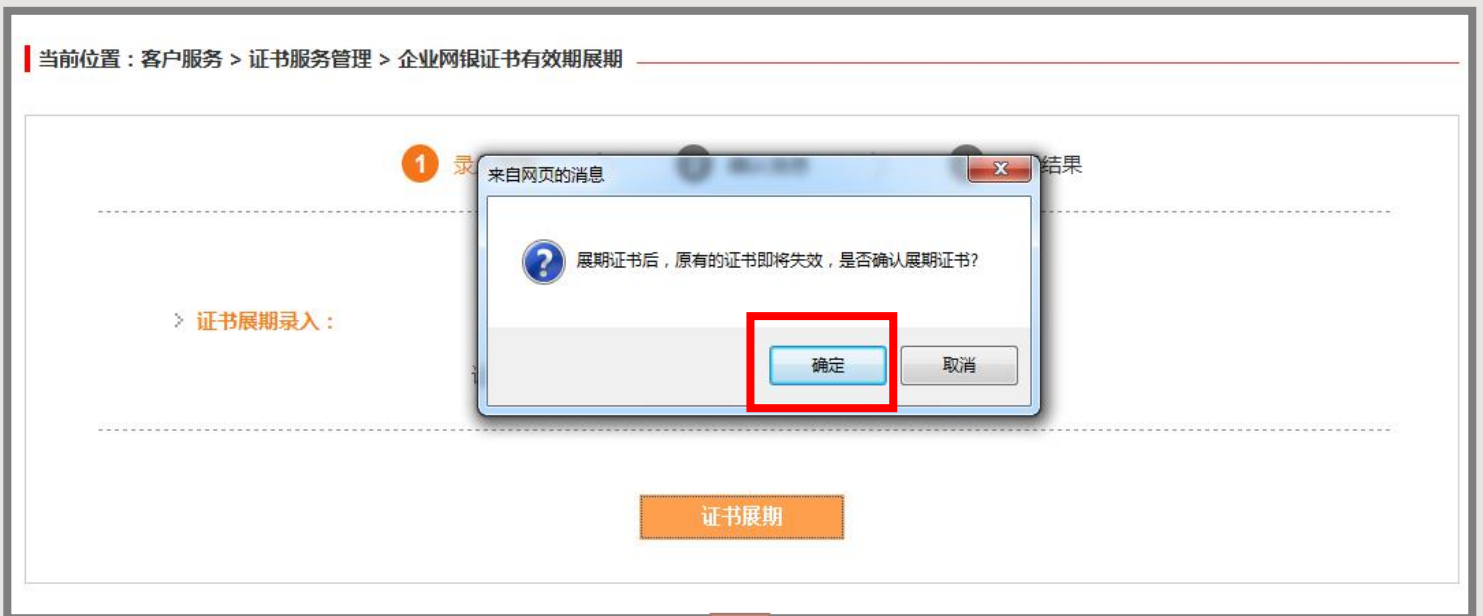 当前位置：客户服务 > 证书服务管理 > 企业网银证书有效期展期
1 录
结果
来自网页的消息
展期证书后，原有的证书即将失效，是否确认展期证书?
证书展期录入：
确定 取消
证书展期